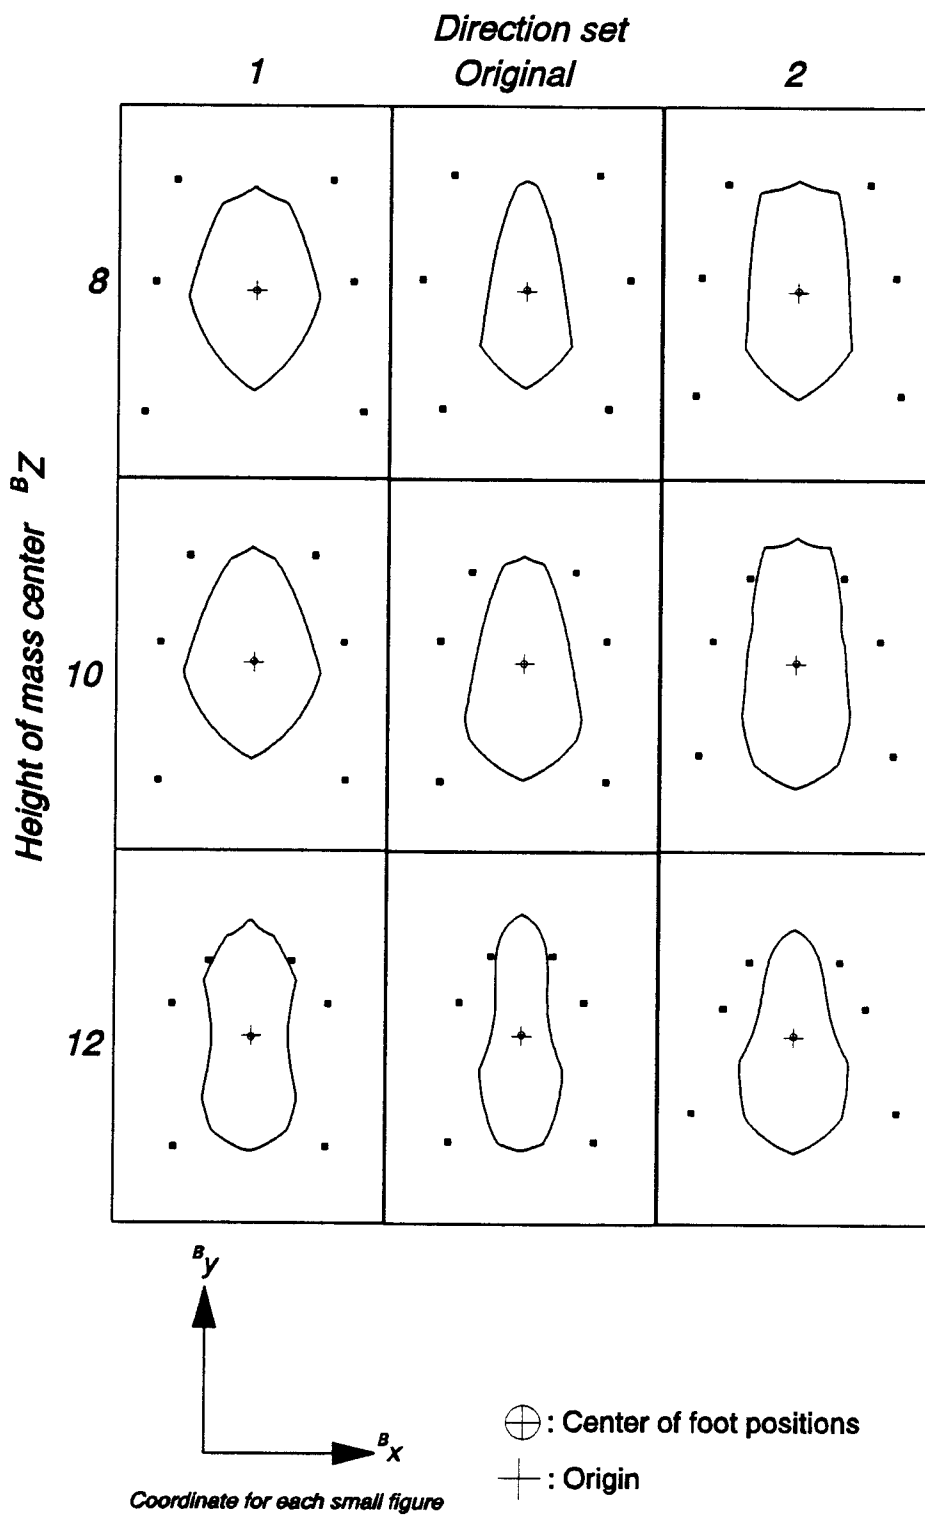 Direction set
1 Original 2
8
10
12
Height of mass center ᴮZ
ᴮy
ᴮx
Coordinate for each small figure
: Center of foot positions
: Origin